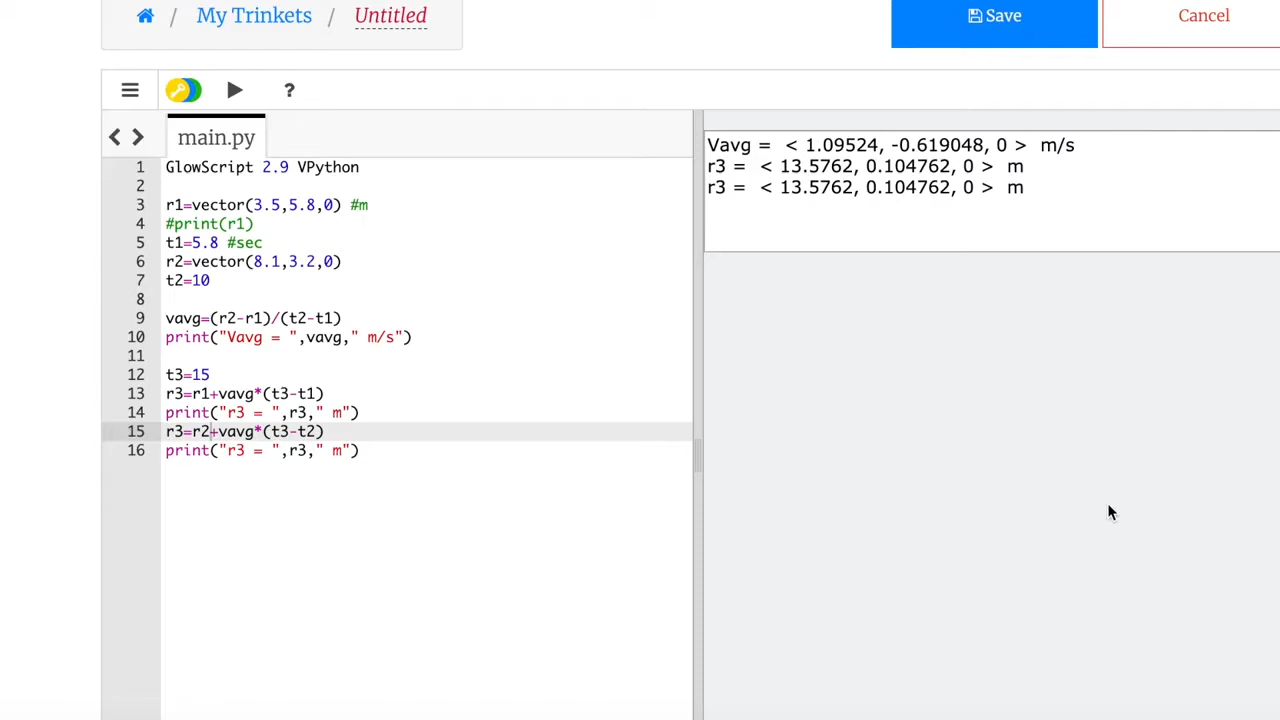 / My Trinkets / Untitled
Save
Cancel
?
main.py
1 GlowScript 2.9 VPython
2
3 r1=vector(3.5,5.8,0) #m
4 #print(r1)
5 t1=5.8 #sec
6 r2=vector(8.1,3.2,0)
7 t2=10
8
9 vavg=(r2-r1)/(t2-t1)
10 print("Vavg = ",vavg," m/s")
11
12 t3=15
13 r3=r1+vavg*(t3-t1)
14 print("r3 = ",r3," m")
15 r3=r2+vavg*(t3-t2)
16 print("r3 = ",r3," m")
Vavg = < 1.09524, -0.619048, 0 > m/s
r3 = < 13.5762, 0.104762, 0 > m
r3 = < 13.5762, 0.104762, 0 > m